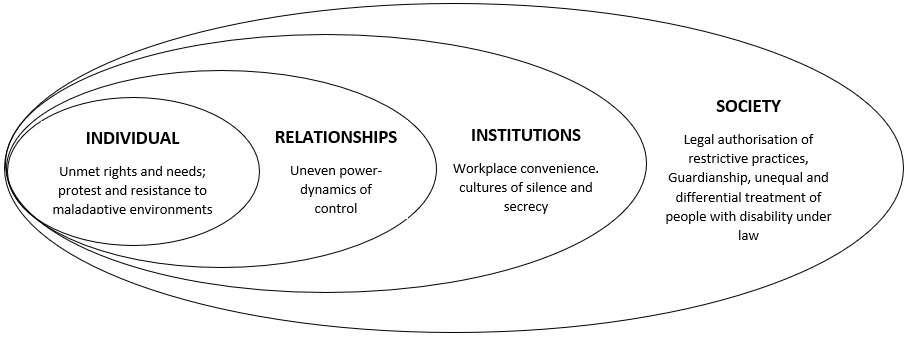 INDIVIDUAL
Unmet rights and needs;
protest and resistance to
maladaptive environments
RELATIONSHIPS
Uneven power-
dynamics of
control
INSTITUTIONS
Workplace convenience.
cultures of silence and
secrecy
SOCIETY
Legal authorisation of
restrictive practices,
Guardianship, unequal and
differential treatment of
people with disability under
law